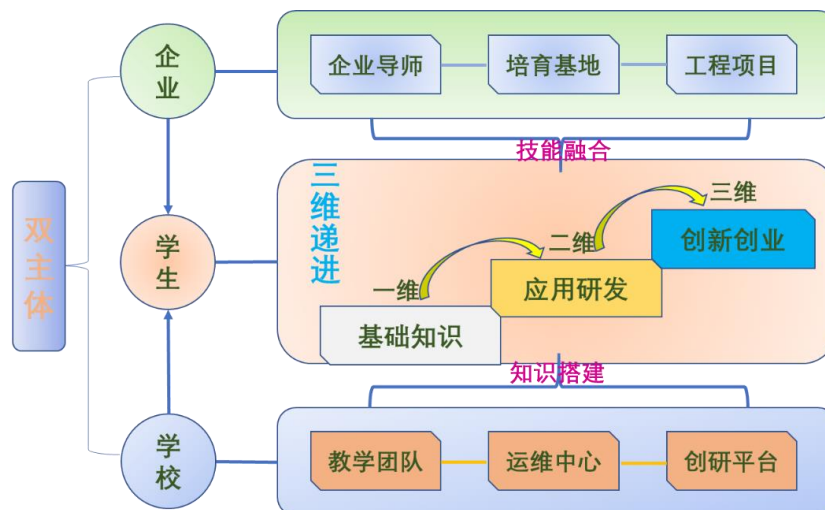 企业
企业导师
培育基地
工程项目
技能融合
双主体
学生
三维递进
一维
二维
三维
基础知识
应用研发
创新创业
知识搭建
学校
教学团队
运维中心
创研平台